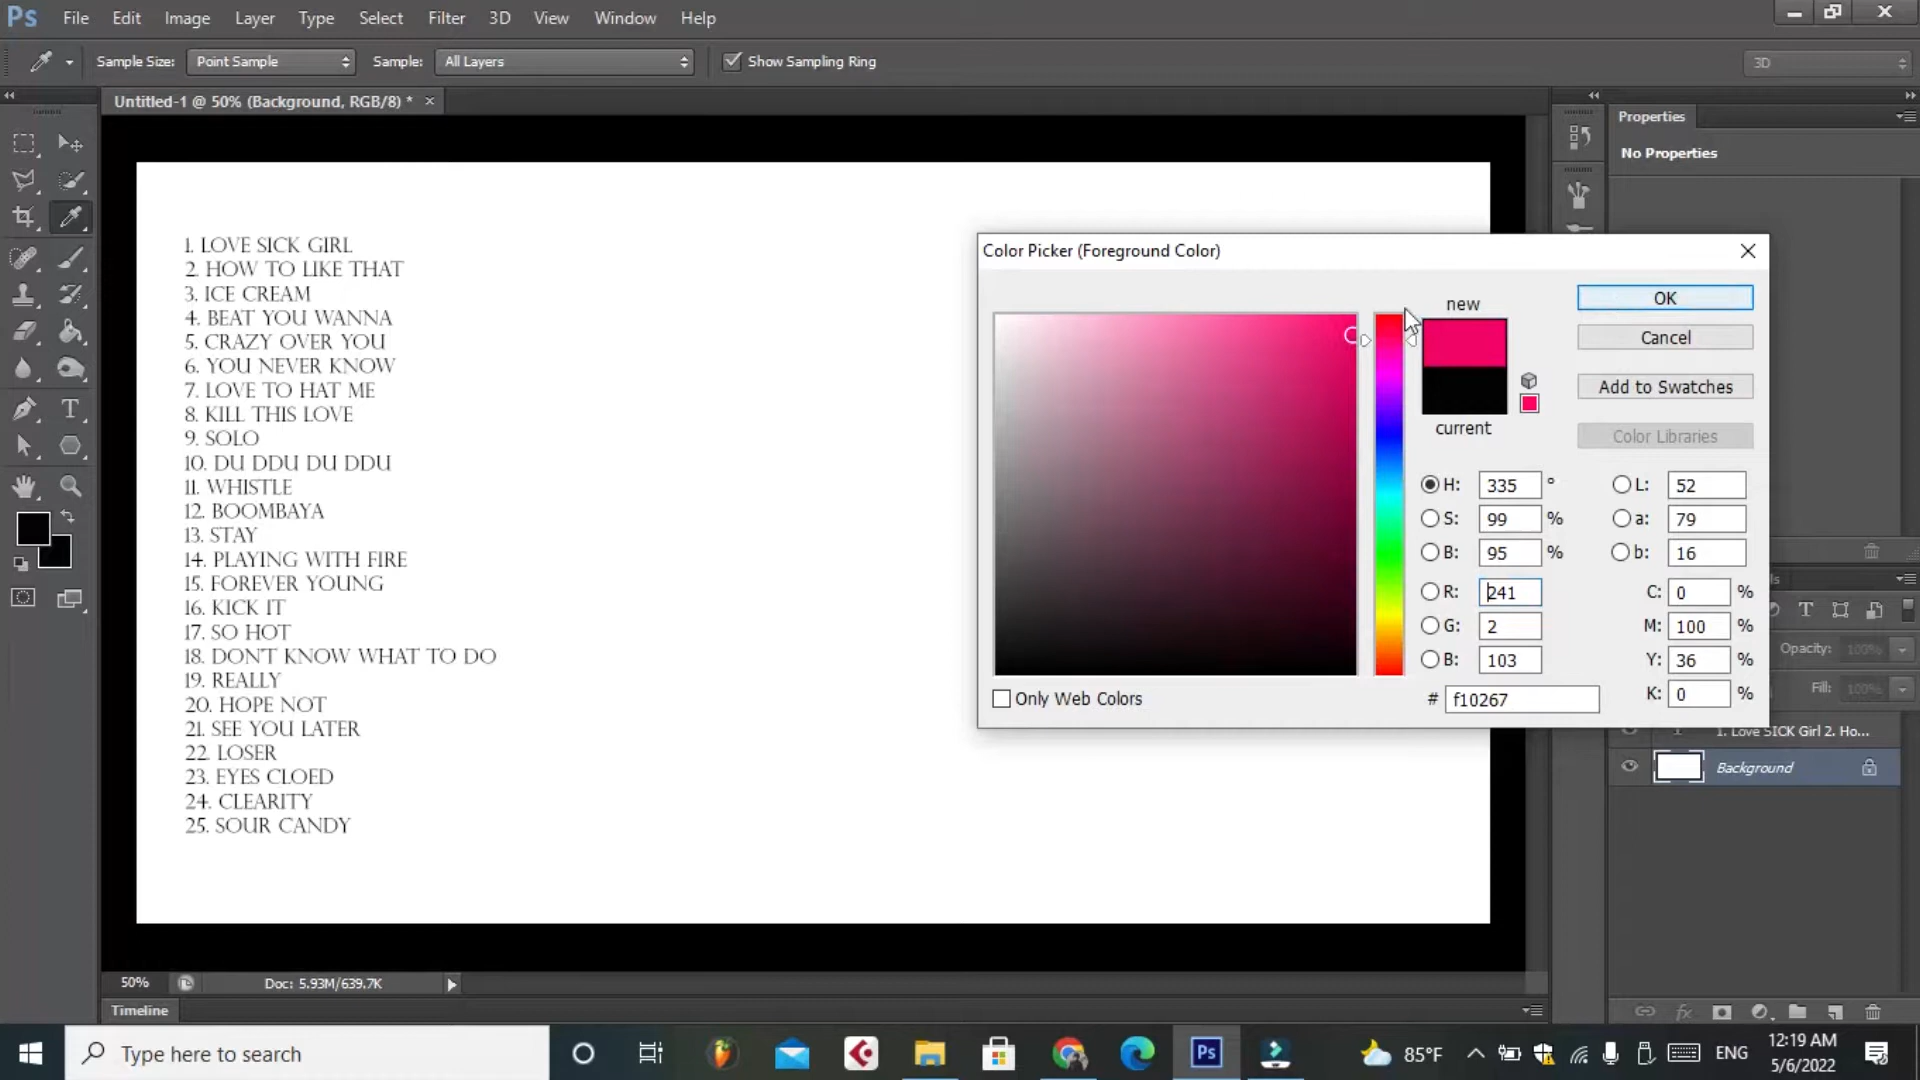 Ps File Edit Image Layer Type Select Filter 3D View Window Help
Sample Size: Point Sample Sample: All Layers Show Sampling Ring 3D
Untitled-1 @ 50% (Background, RGB/8) *
Properties
No Properties
1. LOVE SICK GIRL
2. HOW TO LIKE THAT
3. ICE CREAM
4. BEAT YOU WANNA
5. CRAZY OVER YOU
6. YOU NEVER KNOW
7. LOVE TO HAT ME
8. KILL THIS LOVE
9. SOLO
10. DU DDU DU DDU
11. WHISTLE
12. BOOMBAYA
13. STAY
14. PLAYING WITH FIRE
15. FOREVER YOUNG
16. KICK IT
17. SO HOT
18. DON'T KNOW WHAT TO DO
19. REALLY
20. HOPE NOT
21. SEE YOU LATER
22. LOSER
23. EYES CLOED
24. CLEARITY
25. SOUR CANDY
Color Picker (Foreground Color)
new
current
OK
Cancel
Add to Swatches
Color Libraries
H: 335 °
S: 99 %
B: 95 %
R: 241
G: 2
B: 103
# f10267
L: 52
a: 79
b: 16
C: 0 %
M: 100 %
Y: 36 %
K: 0 %
Only Web Colors
Opacity: 100%
Fill: 100%
1. Love SICK Girl 2. Ho...
Background
50% Doc: 5.93M/639.7K
Timeline
Type here to search
Ps
85°F
ENG
12:19 AM
5/6/2022